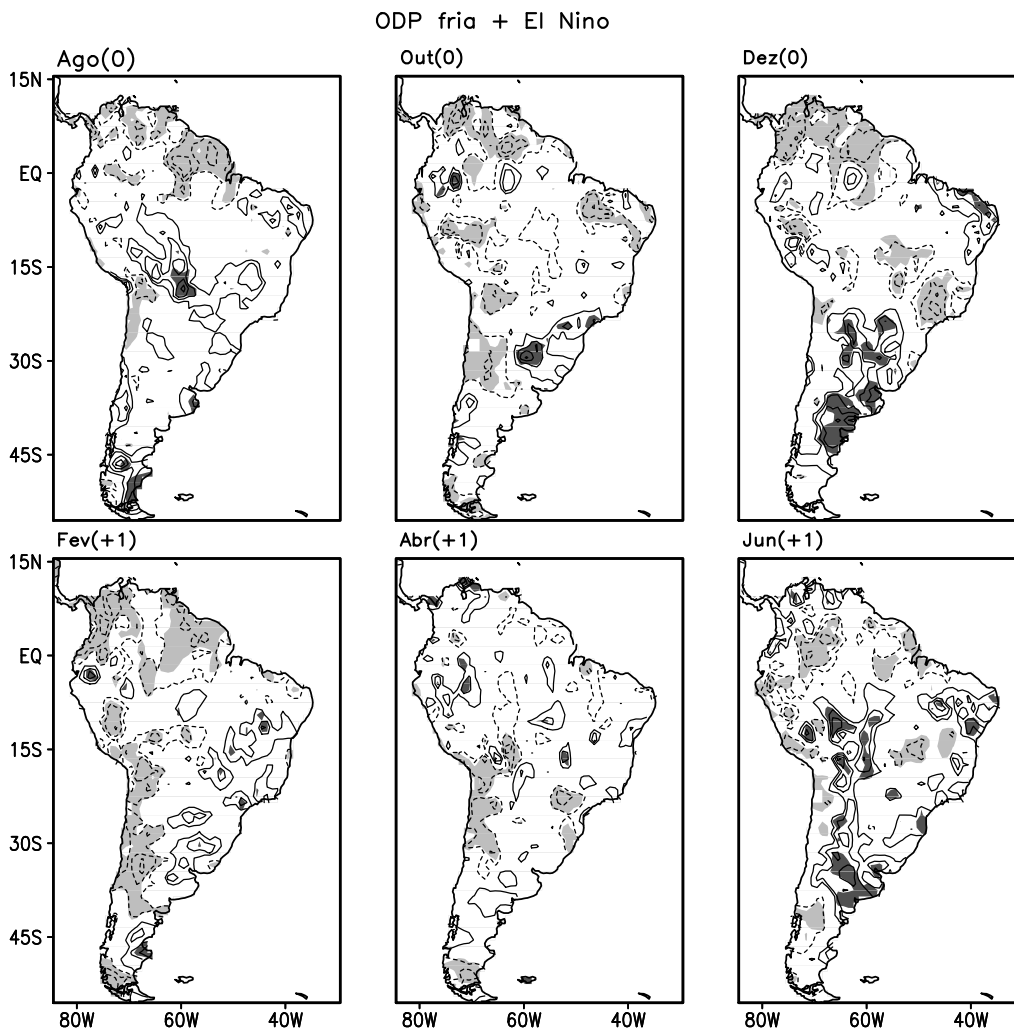 ODP fria + El Nino
Ago(0)
Out(0)
Dez(0)
15N
EQ
15S
30S
45S
Fev(+1)
Abr(+1)
Jun(+1)
15N
EQ
15S
30S
45S
80W 60W 40W 80W 60W 40W 80W 60W 40W